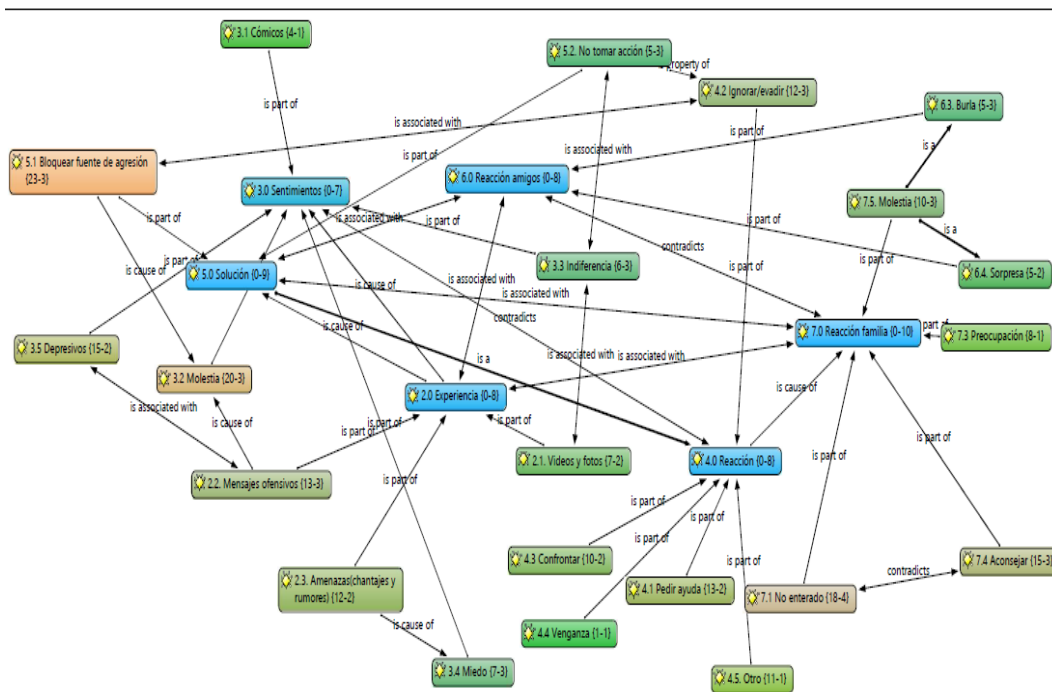 3.1 Cómicos {4-1}
5.2. No tomar acción {5-3}
property of
4.2 Ignorar/evadir {12-3}
6.3. Burla {5-3}
is part of
is associated with
is part of
is associated with
is part of
is a
5.1 Bloquear fuente de agresión
{23-3}
3.0 Sentimientos {0-7}
6.0 Reacción amigos {0-8}
7.5. Molestia {10-3}
is part of
is associated with
is part of
is part of
is a
contradicts
is part of
3.3 Indiferencia {6-3}
is part of
is part of
6.4. Sorpresa {5-2}
is cause of
5.0 Solución {0-9}
is cause of
is associated with
is associated with
contradicts
7.0 Reacción familia {0-10}
part of
7.3 Preocupación {8-1}
is cause of
3.5 Depresivos {15-2}
is a
is associated with
is associated with
3.2 Molestia {20-3}
2.0 Experiencia {0-8}
is cause of
is associated with
is cause of
is part of
is part of
is part of
is part of
2.2. Mensajes ofensivos {13-3}
2.1. Videos y fotos {7-2}
4.0 Reacción {0-8}
is part of
is part of
is part of
is part of
4.3 Confrontar {10-2}
is part of
is part of
7.4 Aconsejar {15-3}
contradicts
2.3. Amenazas(chantajes y
rumores) {12-2}
4.1 Pedir ayuda {13-2}
7.1 No enterado {18-4}
is cause of
4.4 Venganza {1-1}
3.4 Miedo {7-3}
4.5. Otro {11-1}